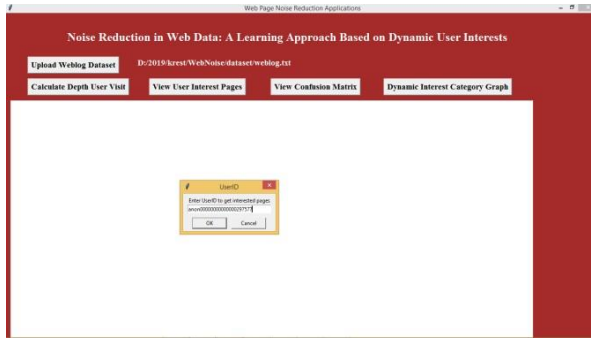 Web Page Noise Reduction Applications
Noise Reduction in Web Data: A Learning Approach Based on Dynamic User Interests
Upload Weblog Dataset
D:/2019/krest/WebNoise/dataset/weblog.txt
Calculate Depth User Visit
View User Interest Pages
View Confusion Matrix
Dynamic Interest Category Graph
UserID
Enter UserID to get interested pages
OK
Cancel